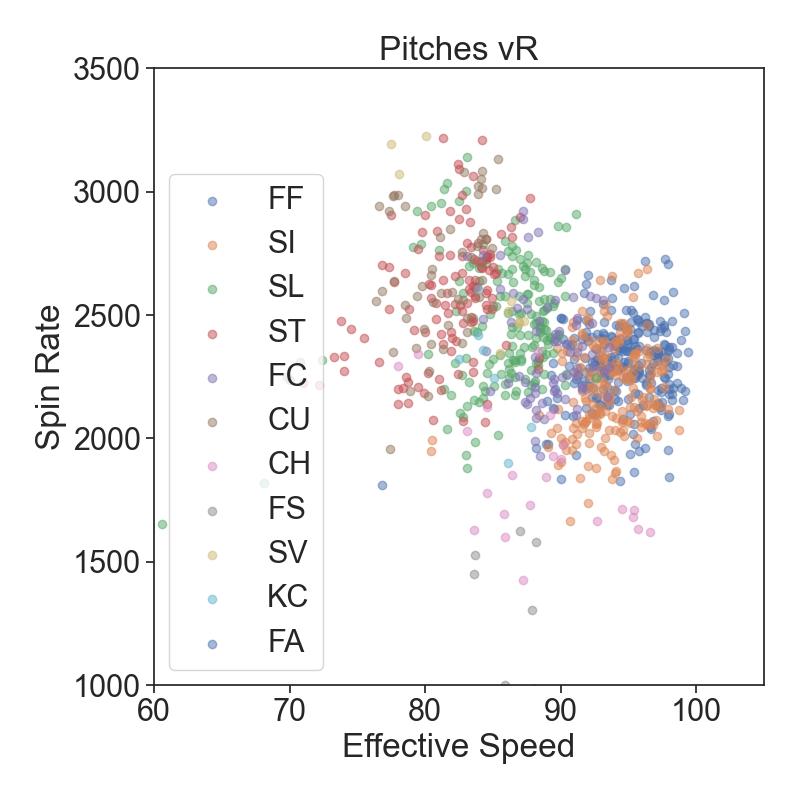 Pitches vR
3500
3000
2500
2000
1500
1000
Spin Rate
FF
SI
SL
ST
FC
CU
CH
FS
SV
KC
FA
60 70 80 90 100
Effective Speed